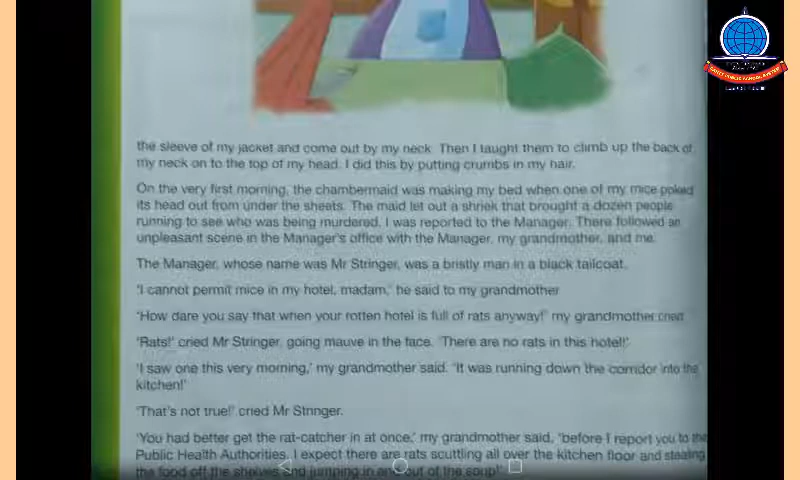 the sleeve of my jacket and come out by my neck. Then I taught them to climb up the back of
my neck on to the top of my head. I did this by putting crumbs in my hair.
On the very first morning, the chambermaid was making my bed when one of my mice poked
its head out from under the sheets. The maid let out a shriek that brought a dozen people
running to see who was being murdered. I was reported to the Manager. There followed an
unpleasant scene in the Manager's office with the Manager, my grandmother, and me.
The Manager, whose name was Mr Stringer, was a bristly man in a black tailcoat.
'I cannot permit mice in my hotel, madam,' he said to my grandmother.
'How dare you say that when your rotten hotel is full of rats anyway!' my grandmother cried.
'Rats!' cried Mr Stringer, going mauve in the face. 'There are no rats in this hotel!'
'I saw one this very morning,' my grandmother said. 'It was running down the corridor into the
kitchen!'
'That's not true!' cried Mr Stringer.
'You had better get the rat-catcher in at once,' my grandmother said, 'before I report you to the
Public Health Authorities. I expect there are rats scuttling all over the kitchen floor and stealing
the food off the shelves and jumping in and out of the soup!'